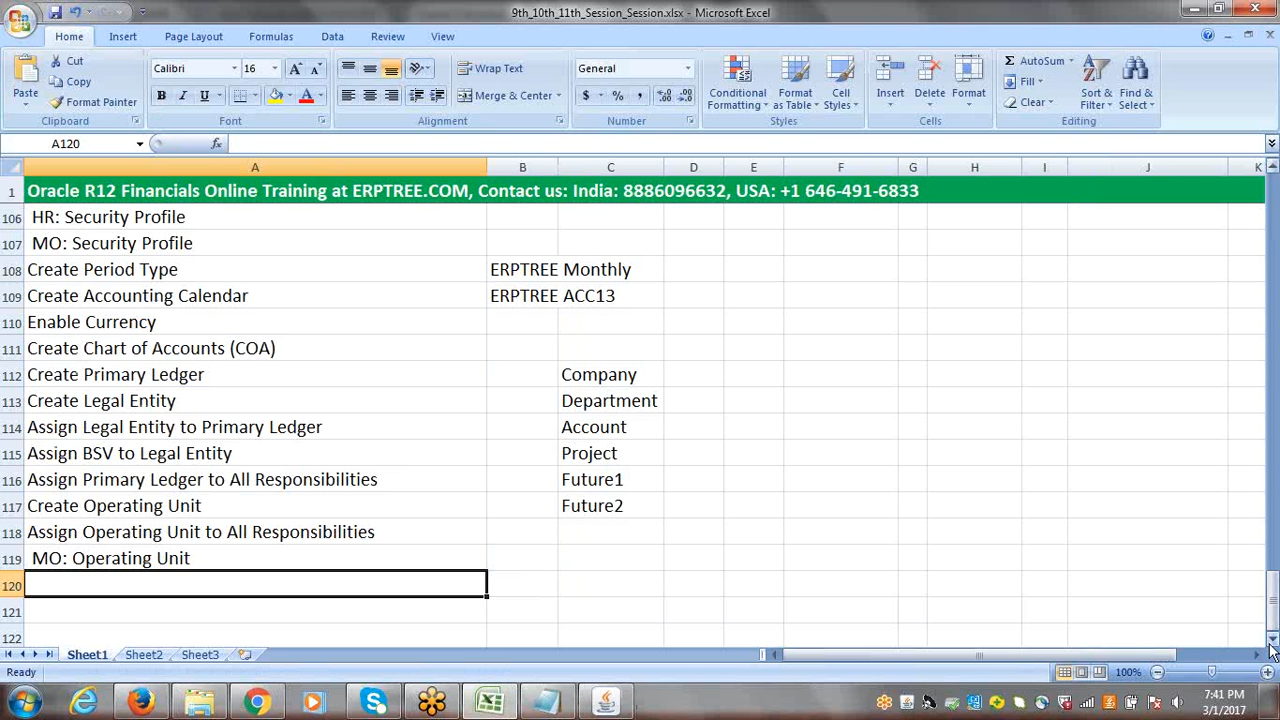 9th_10th_11th_Session_Session.xlsx - Microsoft Excel
Home Insert Page Layout Formulas Data Review View
Paste Cut Copy Format Painter Clipboard
Calibri 16 A A B I U A Font
Wrap Text Merge & Center Alignment
General $ % , Number
Conditional Formatting Format as Table Cell Styles Styles
Insert Delete Format Cells
Σ AutoSum Fill Clear Sort & Filter Find & Select Editing
A120 fx
A B C D E F G H I J K
1 Oracle R12 Financials Online Training at ERPTREE.COM, Contact us: India: 8886096632, USA: +1 646-491-6833
106 HR: Security Profile
107 MO: Security Profile
108 Create Period Type ERPTREE Monthly
109 Create Accounting Calendar ERPTREE ACC13
110 Enable Currency
111 Create Chart of Accounts (COA)
112 Create Primary Ledger Company
113 Create Legal Entity Department
114 Assign Legal Entity to Primary Ledger Account
115 Assign BSV to Legal Entity Project
116 Assign Primary Ledger to All Responsibilities Future1
117 Create Operating Unit Future2
118 Assign Operating Unit to All Responsibilities
119 MO: Operating Unit
120
121
122
Sheet1 Sheet2 Sheet3
Ready 100%
7:41 PM
3/1/2017